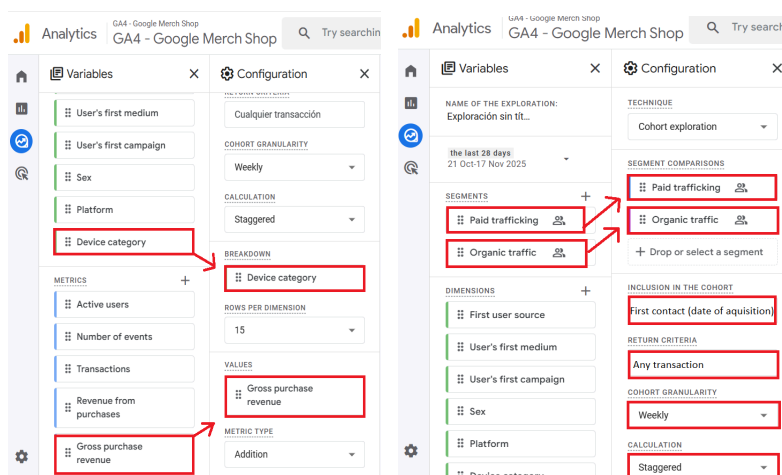 GA4 - Google Merch Shop
Analytics
GA4 - Google Merch Shop
Try searchin
Variables
User's first medium
User's first campaign
Sex
Platform
Device category
METRICS
Active users
Number of events
Transactions
Revenue from
purchases
Gross purchase
revenue
Configuration
RETURN CRITERIA
Cualquier transacción
COHORT GRANULARITY
Weekly
CALCULATION
Staggered
BREAKDOWN
Device category
ROWS PER DIMENSION
15
VALUES
Gross purchase
revenue
METRIC TYPE
Addition
GA4 - Google Merch Shop
Analytics
GA4 - Google Merch Shop
Try search
Variables
NAME OF THE EXPLORATION:
Exploración sin tít...
the last 28 days
21 Oct-17 Nov 2025
SEGMENTS
Paid trafficking
Organic traffic
DIMENSIONS
First user source
User's first medium
User's first campaign
Sex
Platform
Device category
Configuration
TECHNIQUE
Cohort exploration
SEGMENT COMPARISONS
Paid trafficking
Organic traffic
Drop or select a segment
INCLUSION IN THE COHORT
First contact (date of aquisition)
RETURN CRITERIA
Any transaction
COHORT GRANULARITY
Weekly
CALCULATION
Staggered